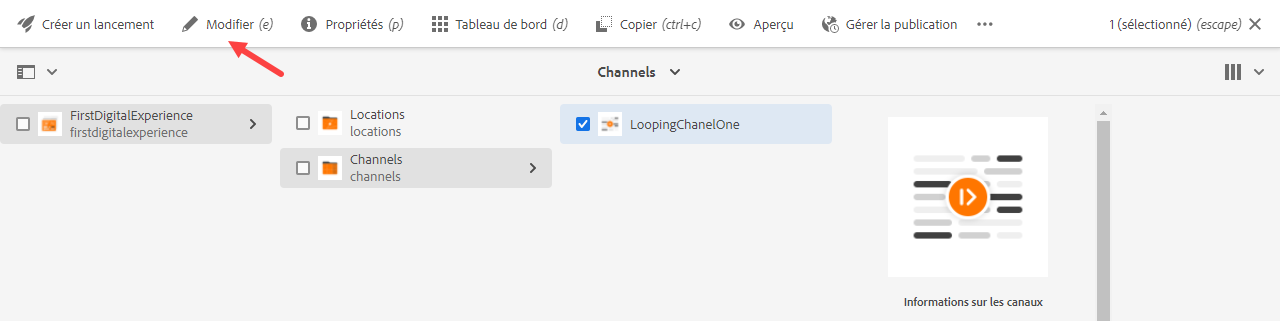 Créer un lancement Modifier (e) Propriétés (p) Tableau de bord (d) Copier (ctrl+c) Aperçu Gérer la publication 1 (sélectionné) (escape)
Channels
FirstDigitalExperience
firstdigitalexperience
Locations
locations
Channels
channels
LoopingChanelOne
Informations sur les canaux